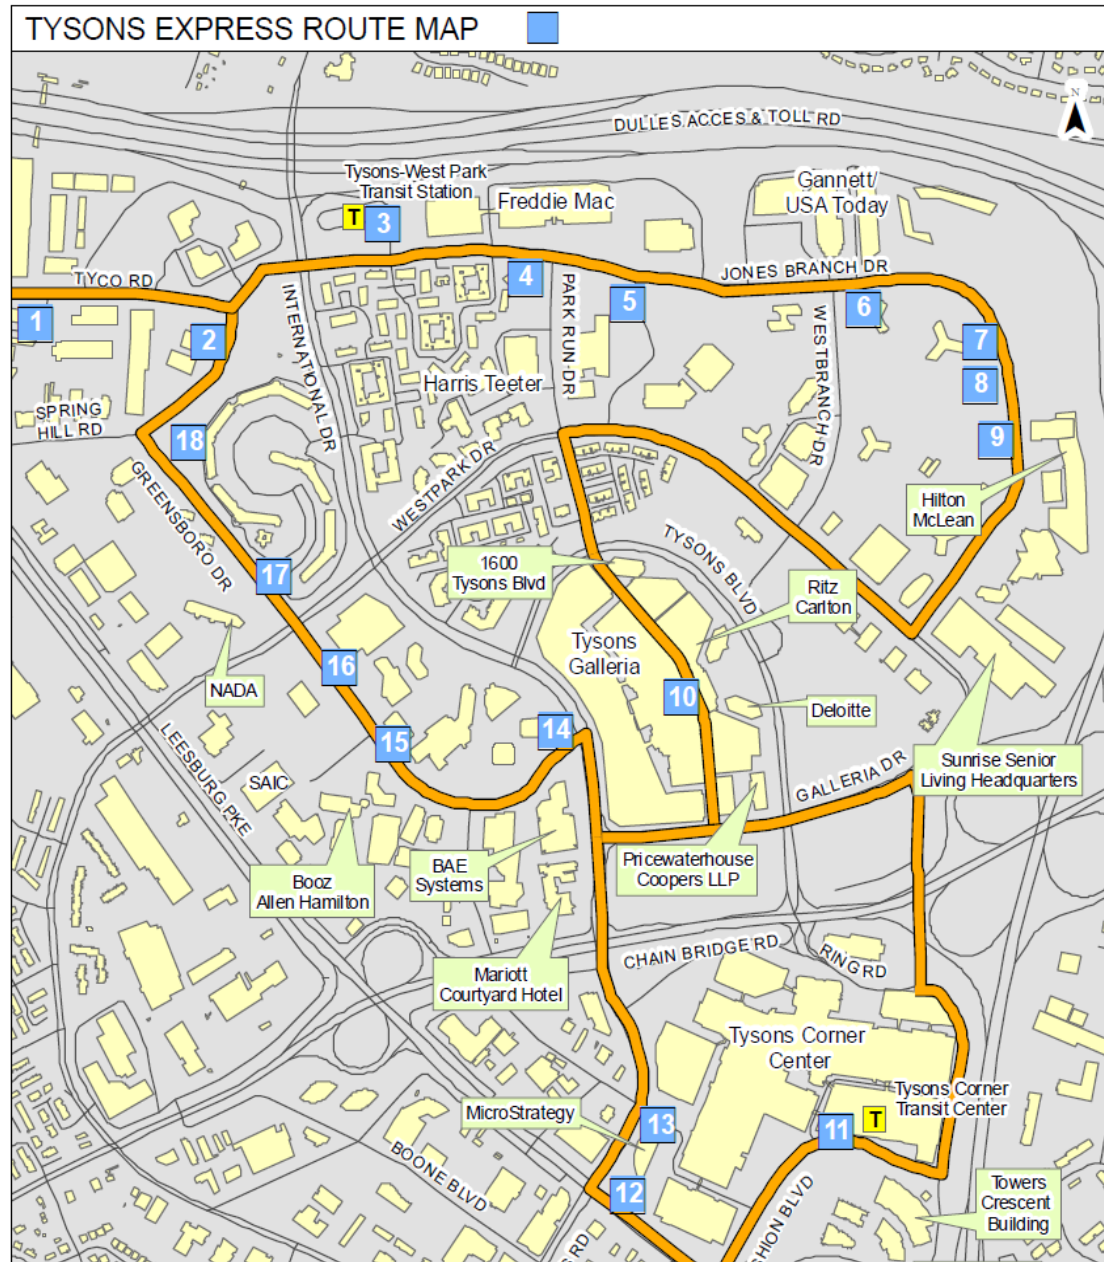 TYSONS EXPRESS ROUTE MAP
N
DULLES ACCES & TOLL RD
Tysons-West Park
Transit Station
T
3
Freddie Mac
Gannett/
USA Today
TYCO RD
JONES BRANCH DR
1
2
4
5
6
7
8
9
INTERNATIONAL DR
PARK RUN DR
WESTBRANCH DR
Harris Teeter
SPRING
HILL RD
18
GREENSBORO DR
WESTPARK DR
Hilton
McLean
17
1600
Tysons Blvd
TYSONS BLVD
Ritz
Carlton
Tysons
Galleria
16
NADA
10
Deloitte
15
14
LEESBURG PKE
SAIC
GALLERIA DR
Sunrise Senior
Living Headquarters
Booz
Allen Hamilton
BAE
Systems
Pricewaterhouse
Coopers LLP
CHAIN BRIDGE RD
RING RD
Mariott
Courtyard Hotel
Tysons Corner
Center
Tysons Corner
Transit Center
MicroStrategy
13
11
T
BOONE BLVD
12
SHION BLVD
Towers
Crescent
Building
S RD